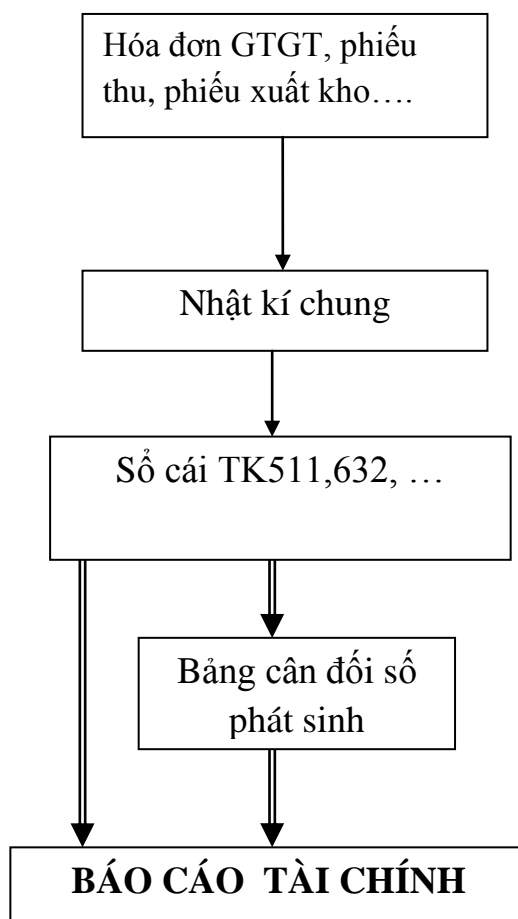 Hóa đơn GTGT, phiếu
thu, phiếu xuất kho….
Nhật kí chung
Sổ cái TK511,632, …
Bảng cân đối số
phát sinh
BÁO CÁO TÀI CHÍNH